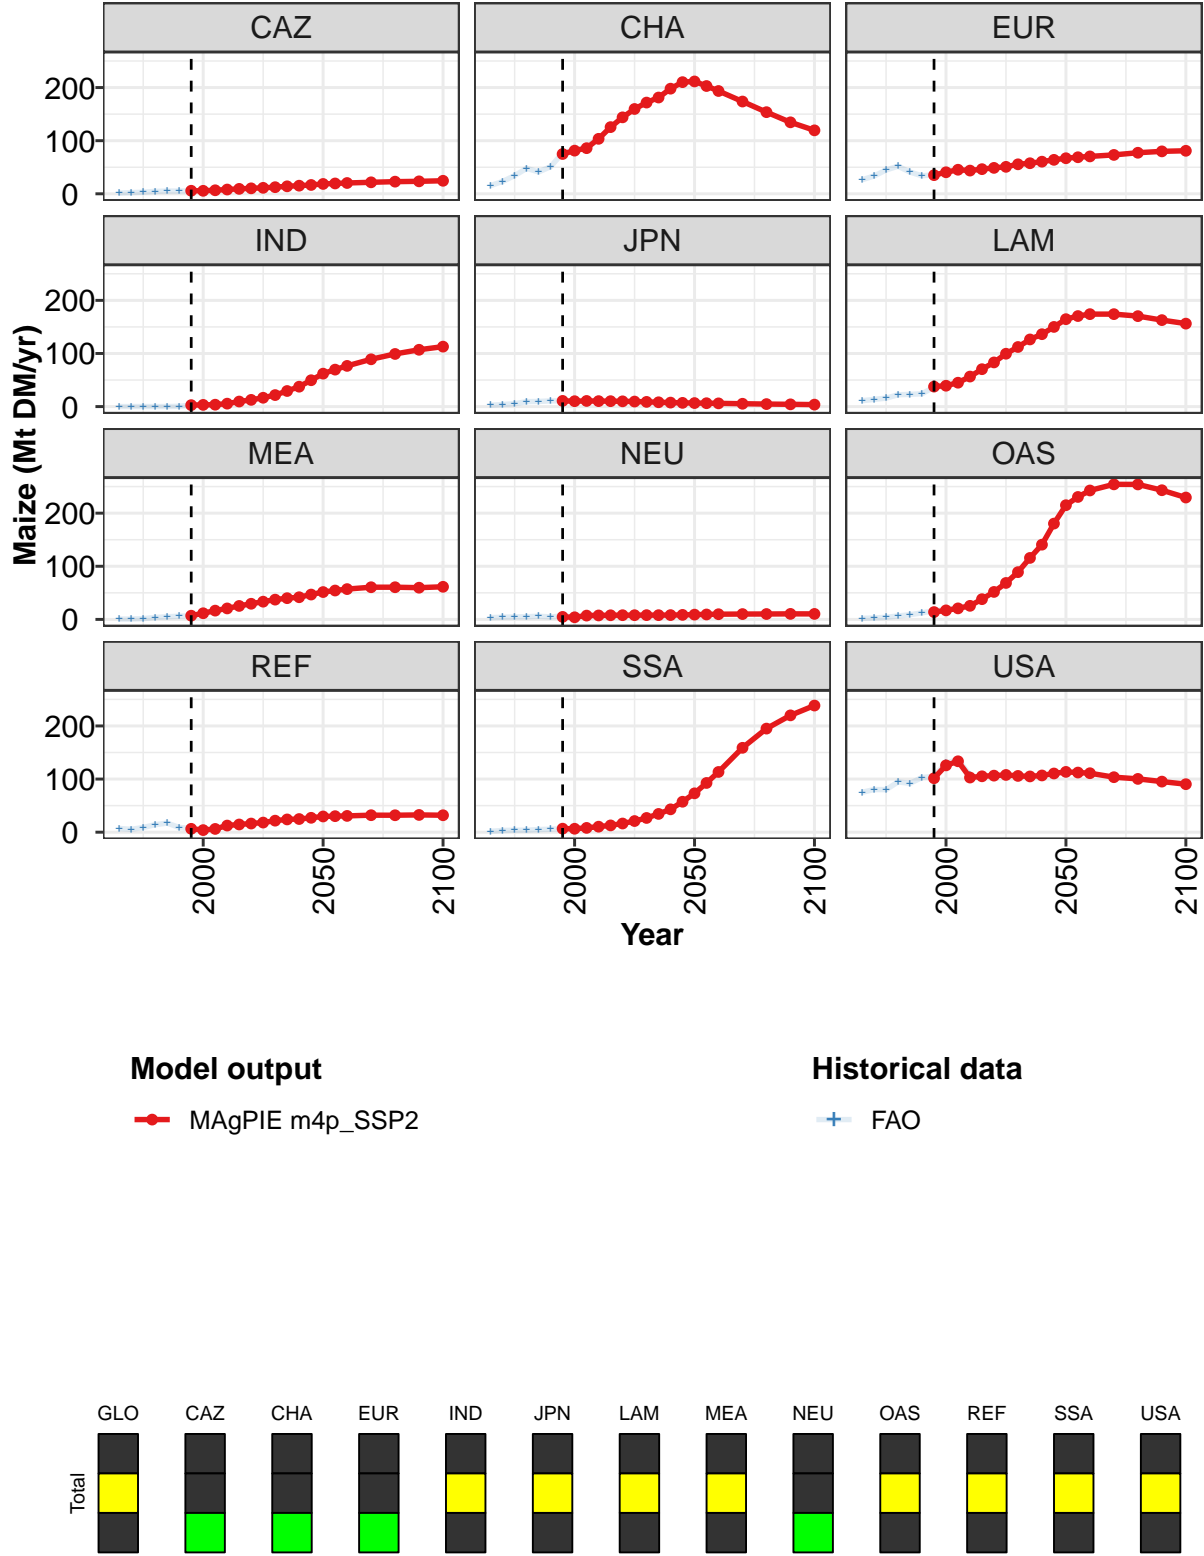 CAZ CHA EUR
200
100
0
IND JPN LAM
200
100
0
MEA NEU OAS
200
100
0
REF SSA USA
200
100
0
Maize (Mt DM/yr)
2000 2050 2100 2000 2050 2100 2000 2050 2100
Year
Model output Historical data
MAgPIE m4p_SSP2 FAO
GLO CAZ CHA EUR IND JPN LAM MEA NEU OAS REF SSA USA
Total